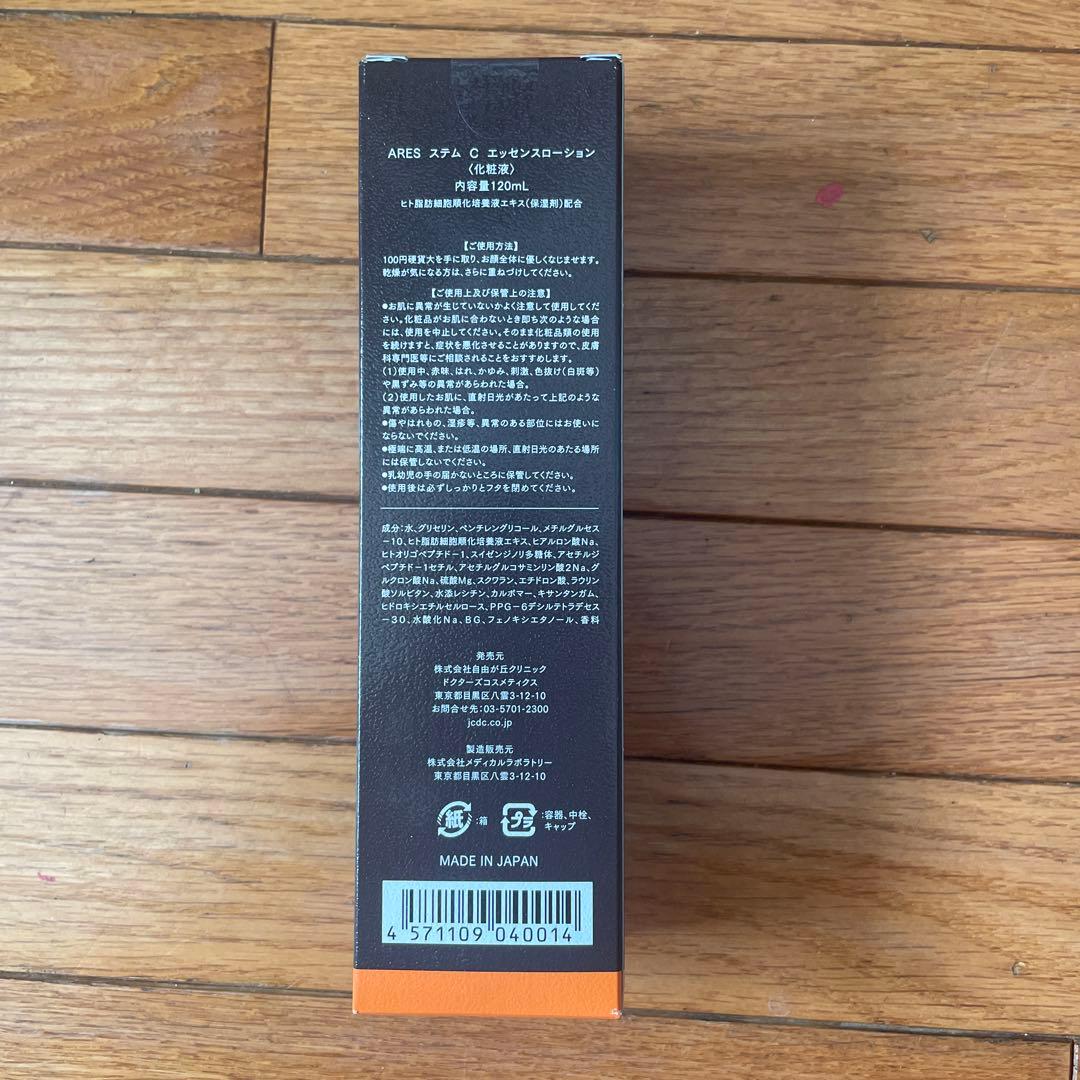 ARES ステム C エッセンスローション
〈化粧液〉
内容量120mL
ヒト脂肪細胞順化培養液エキス(保湿剤)配合
【ご使用方法】
100円硬貨大を手に取り、お顔全体に優しくなじませます。
乾燥が気になる方は、さらに重ねづけしてください。
【ご使用上及び保管上の注意】
●お肌に異常が生じていないかよく注意して使用してくだ
さい。化粧品がお肌に合わないとき即ち次のような場合
には、使用を中止してください。そのまま化粧品類の使用
を続けますと、症状を悪化させることがありますので、皮膚
科専門医等にご相談されることをおすすめします。
(1)使用中、赤味、はれ、かゆみ、刺激、色抜け(白斑等)
や黒ずみ等の異常があらわれた場合。
(2)使用したお肌に、直射日光があたって上記のような
異常があらわれた場合。
●傷やはれもの、湿疹等、異常のある部位にはお使いに
ならないでください。
●極端に高温、または低温の場所、直射日光のあたる場所
には保管しないでください。
●乳幼児の手の届かないところに保管してください。
●使用後は必ずしっかりとフタを閉めてください。
成分:水、グリセリン、ペンチレングリコール、メチルグルセス
－10、ヒト脂肪細胞順化培養液エキス、ヒアルロン酸Na、
ヒトオリゴペプチド-1、スイゼンジノリ多糖体、アセチルジ
ペプチド-1セチル、アセチルグルコサミンリン酸2Na、グ
ルクロン酸Na、硫酸Mg、スクワラン、エチドロン酸、ラウリン
酸ソルビタン、水添レシチン、カルボマー、キサンタンガム、
ヒドロキシエチルセルロース、PPG－6デシルテトラデセス
－30、水酸化Na、BG、フェノキシエタノール、香料
発売元
株式会社自由が丘クリニック
ドクターズコスメティクス
東京都目黒区八雲3-12-10
お問合せ先:03-5701-2300
jcdc.co.jp
製造販売元
株式会社メディカルラボラトリー
東京都目黒区八雲3-12-10
紙 :箱
プラ :容器、中栓、
キャップ
MADE IN JAPAN
4 571109 040014